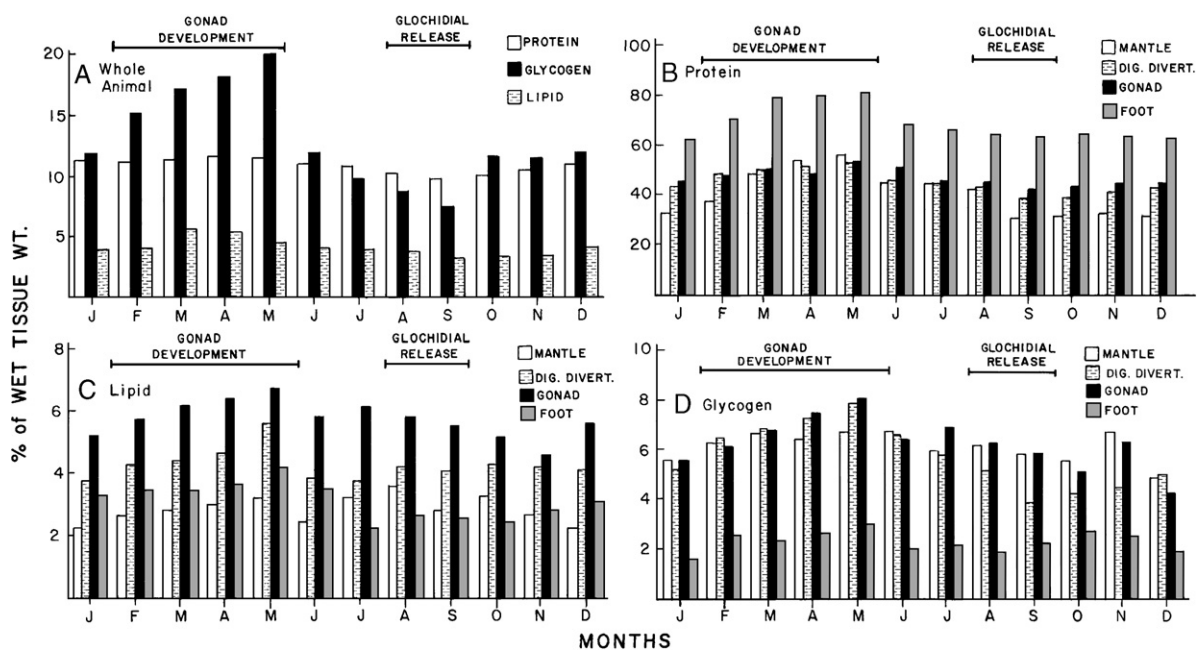 % of WET TISSUE WT.
A Whole
Animal
GONAD
DEVELOPMENT
GLOCHIDIAL
RELEASE
PROTEIN
GLYCOGEN
LIPID
20
15
10
5
J F M A M J J A S O N D
B Protein
GONAD
DEVELOPMENT
GLOCHIDIAL
RELEASE
MANTLE
DIG. DIVERT.
GONAD
FOOT
100
80
60
40
20
J F M A M J J A S O N D
C Lipid
GONAD
DEVELOPMENT
GLOCHIDIAL
RELEASE
MANTLE
DIG. DIVERT.
GONAD
FOOT
8
6
4
2
J F M A M J J A S O N D
D Glycogen
GONAD
DEVELOPMENT
GLOCHIDIAL
RELEASE
MANTLE
DIG. DIVERT.
GONAD
FOOT
10
8
6
4
2
J F M A M J J A S O N D
MONTHS